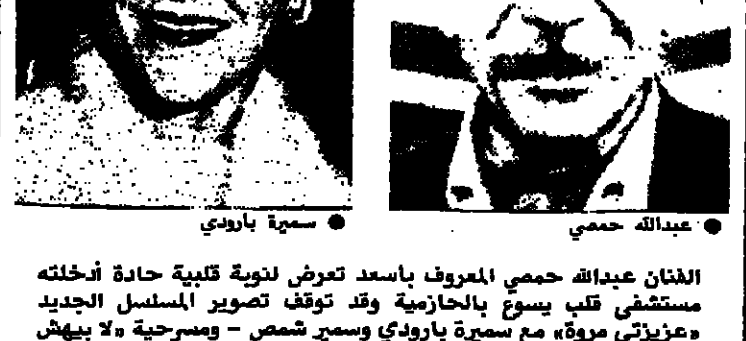 ● سميرة بارودي
● عبدالله حمصي
الفنان عبدالله حمصي المعروف بأسعد تعرض لنوبة قلبية حادة أدخلته
مستشفى قلب يسوع بالحازمية وقد توقف تصوير المسلسل الجديد
«عزيزتي مروة» مع سميرة بارودي وسمير شمص – ومسرحية «لا بيهش